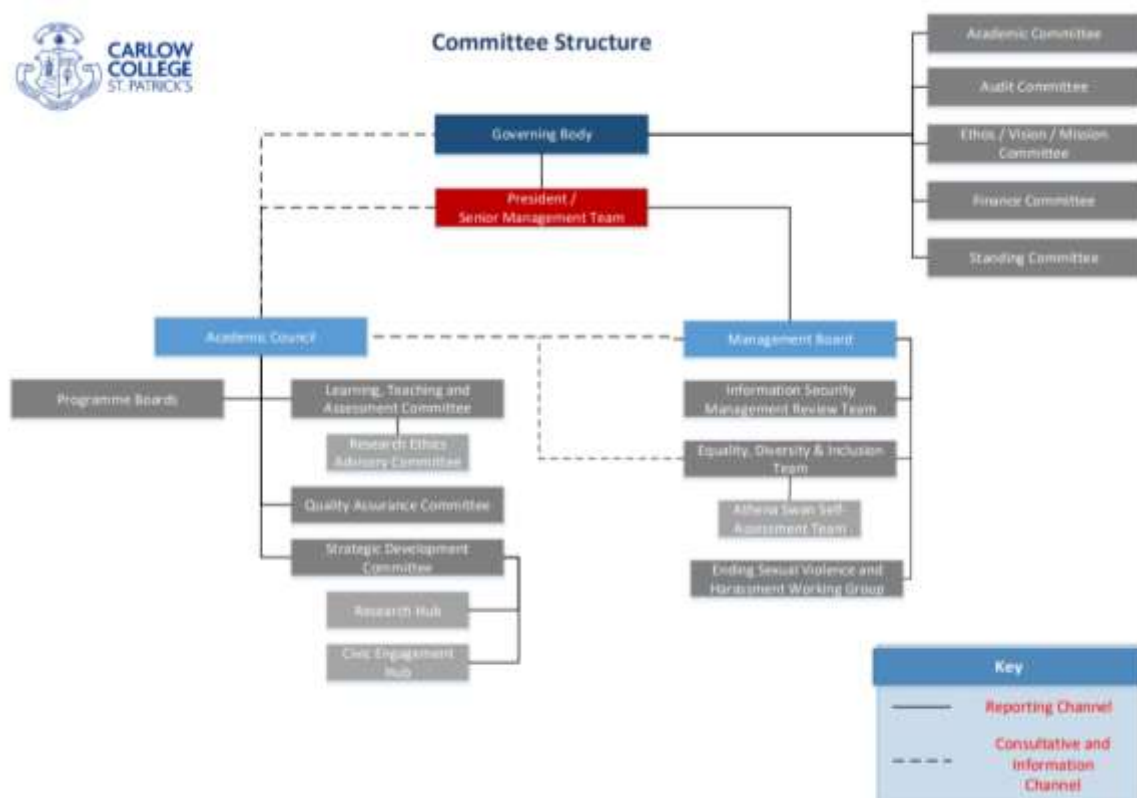 CARLOW
COLLEGE
ST. PATRICK'S
Committee Structure
Academic Committee
Audit Committee
Governing Body
Ethos / Vision / Mission
Committee
President /
Senior Management Team
Finance Committee
Standing Committee
Academic Council
Management Board
Programme Boards
Learning, Teaching and
Assessment Committee
Information Security
Management Review Team
Research Ethics
Advisory Committee
Equality, Diversity & Inclusion
Team
Quality Assurance Committee
Athena Swan Self-
Assessment Team
Strategic Development
Committee
Ending Sexual Violence and
Harassment Working Group
Research Hub
Civic Engagement
Hub
Key
Reporting Channel
Consultative and
Information
Channel